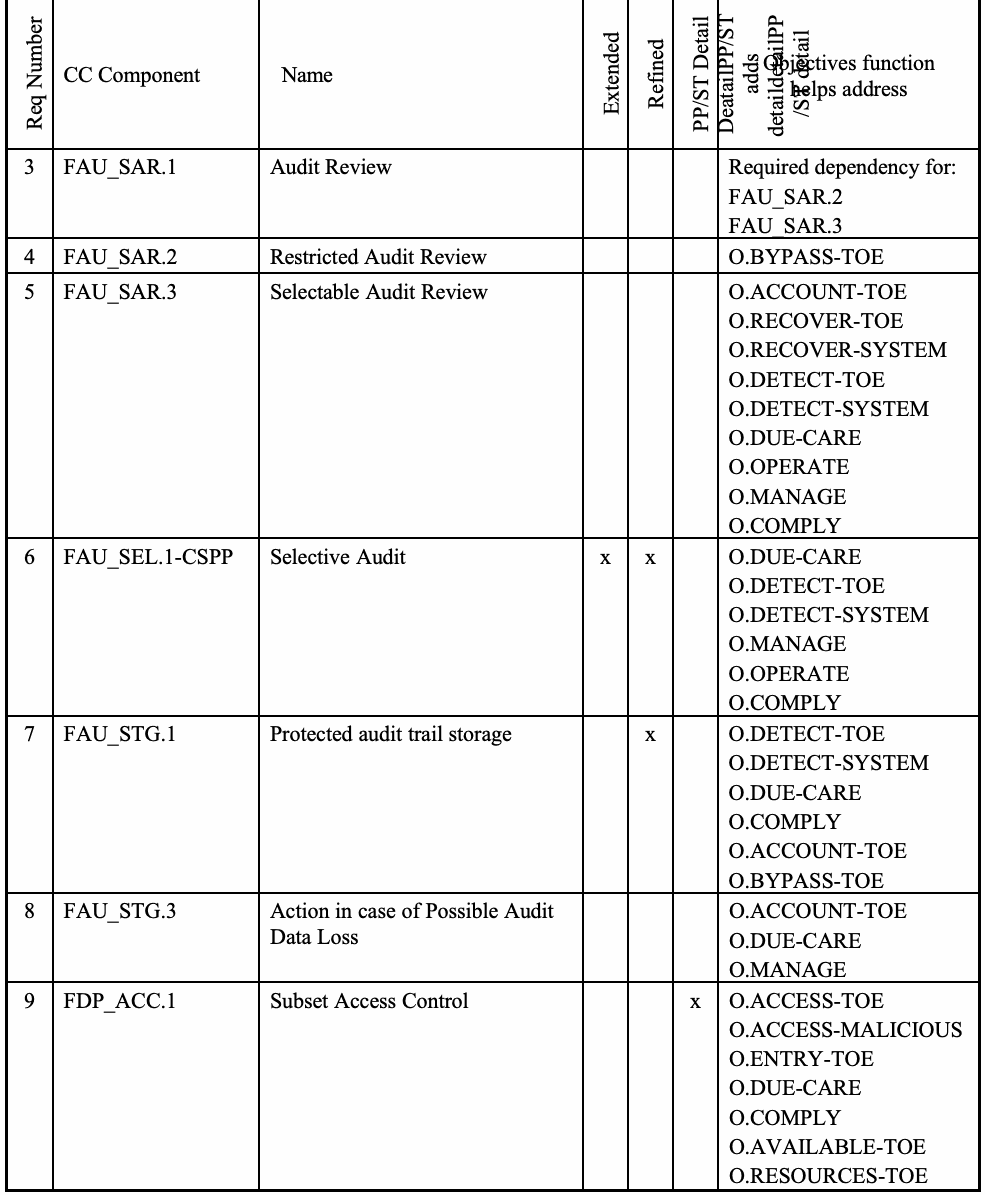 Req Number
CC Component
Name
Extended
Refined
PP/ST Detail
DeatailPP/ST
adds
detaildetailPP
/ST detail
Objectives function
helps address
3 FAU_SAR.1 Audit Review Required dependency for:
FAU_SAR.2
FAU_SAR.3
4 FAU_SAR.2 Restricted Audit Review O.BYPASS-TOE
5 FAU_SAR.3 Selectable Audit Review O.ACCOUNT-TOE
O.RECOVER-TOE
O.RECOVER-SYSTEM
O.DETECT-TOE
O.DETECT-SYSTEM
O.DUE-CARE
O.OPERATE
O.MANAGE
O.COMPLY
6 FAU_SEL.1-CSPP Selective Audit x x O.DUE-CARE
O.DETECT-TOE
O.DETECT-SYSTEM
O.MANAGE
O.OPERATE
O.COMPLY
7 FAU_STG.1 Protected audit trail storage x O.DETECT-TOE
O.DETECT-SYSTEM
O.DUE-CARE
O.COMPLY
O.ACCOUNT-TOE
O.BYPASS-TOE
8 FAU_STG.3 Action in case of Possible Audit O.ACCOUNT-TOE
Data Loss O.DUE-CARE
O.MANAGE
9 FDP_ACC.1 Subset Access Control x O.ACCESS-TOE
O.ACCESS-MALICIOUS
O.ENTRY-TOE
O.DUE-CARE
O.COMPLY
O.AVAILABLE-TOE
O.RESOURCES-TOE